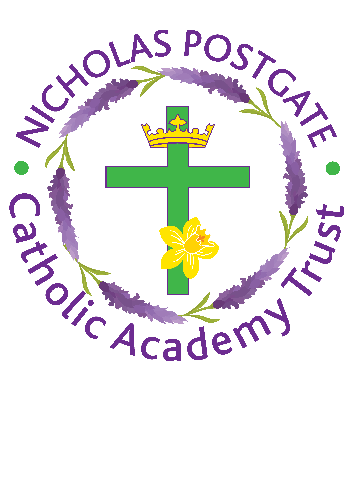 NICHOLAS POSTGATE
Catholic Academy Trust